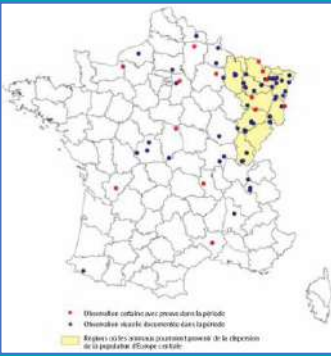 Observation certaine avec preuve dans la période
Observation visuelle documentée dans la période
Régions où les animaux pourraient provenir de la dispersion
de la population d'Europe centrale